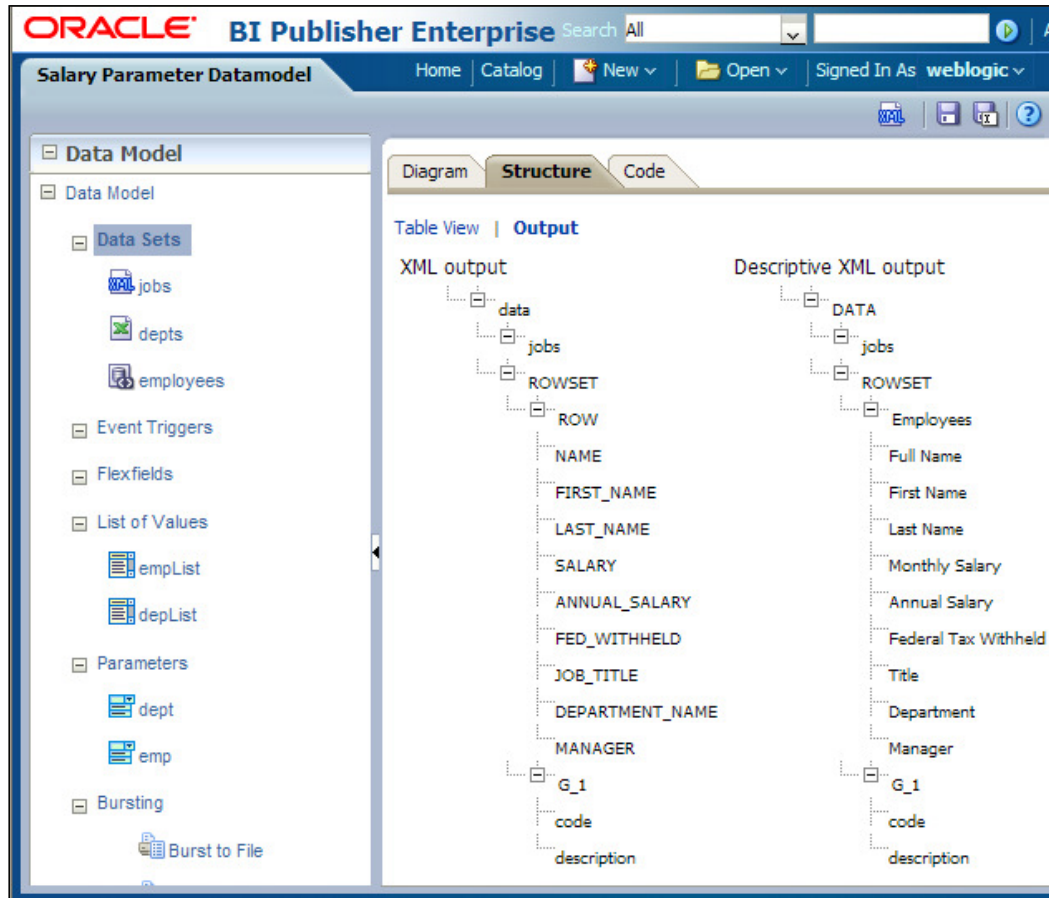 ORACLE BI Publisher Enterprise Search All
Salary Parameter Datamodel Home Catalog New Open Signed In As weblogic
Data Model
Data Model
Data Sets
jobs
depts
employees
Event Triggers
Flexfields
List of Values
empList
depList
Parameters
dept
emp
Bursting
Burst to File
Diagram Structure Code
Table View | Output
XML output
data
jobs
ROWSET
ROW
NAME
FIRST_NAME
LAST_NAME
SALARY
ANNUAL_SALARY
FED_WITHHELD
JOB_TITLE
DEPARTMENT_NAME
MANAGER
G_1
code
description
Descriptive XML output
DATA
jobs
ROWSET
Employees
Full Name
First Name
Last Name
Monthly Salary
Annual Salary
Federal Tax Withheld
Title
Department
Manager
G_1
code
description